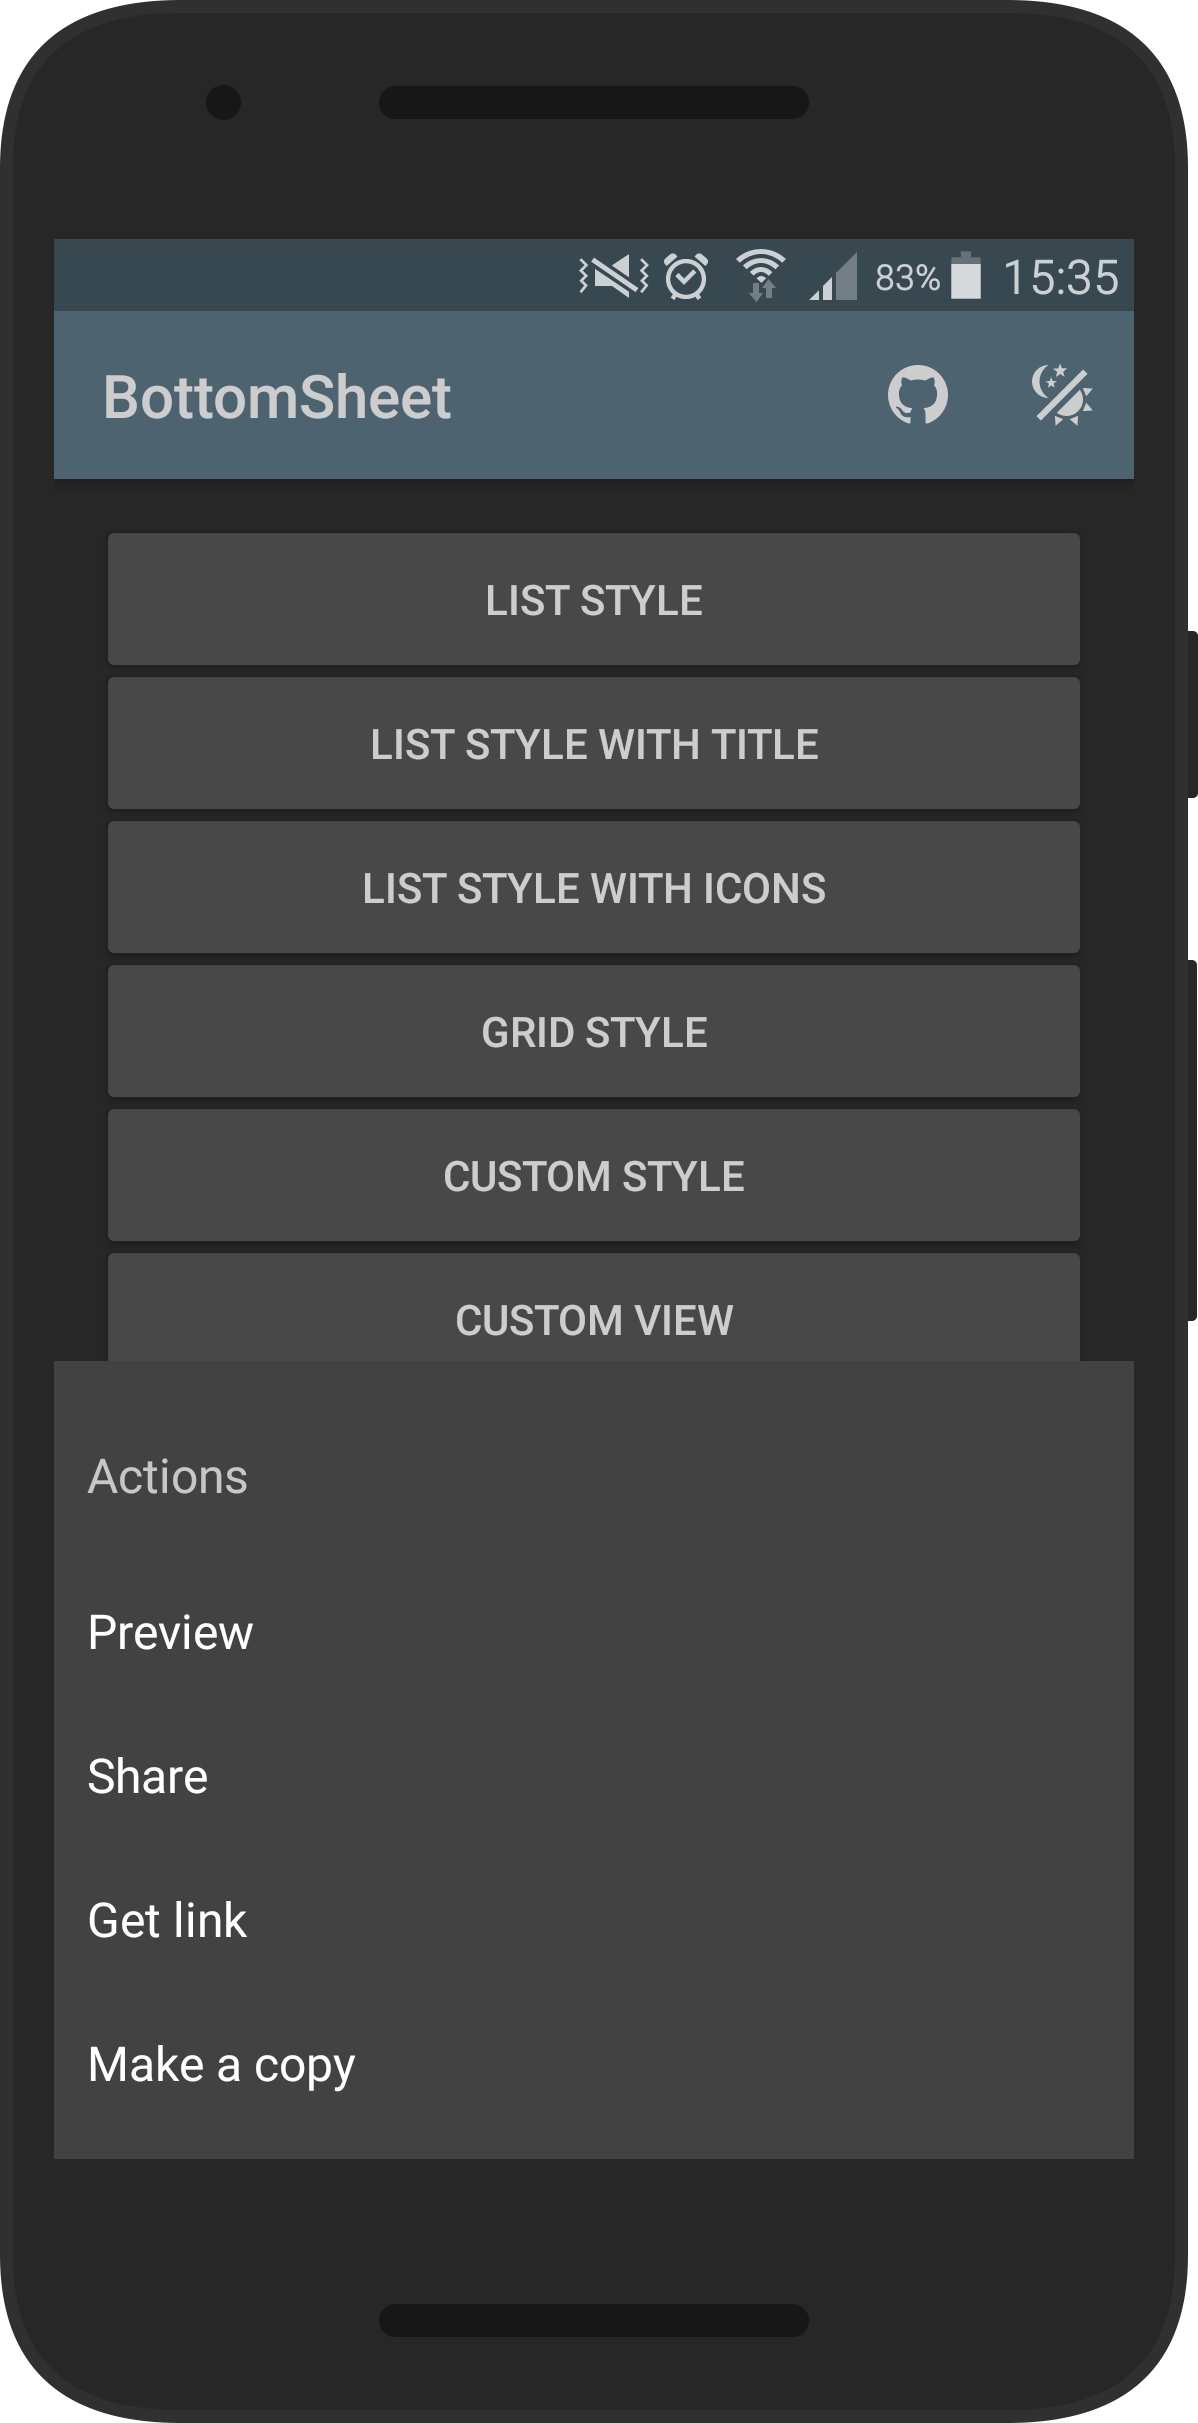 83% 15:35
BottomSheet
LIST STYLE
LIST STYLE WITH TITLE
LIST STYLE WITH ICONS
GRID STYLE
CUSTOM STYLE
CUSTOM VIEW
Actions
Preview
Share
Get link
Make a copy